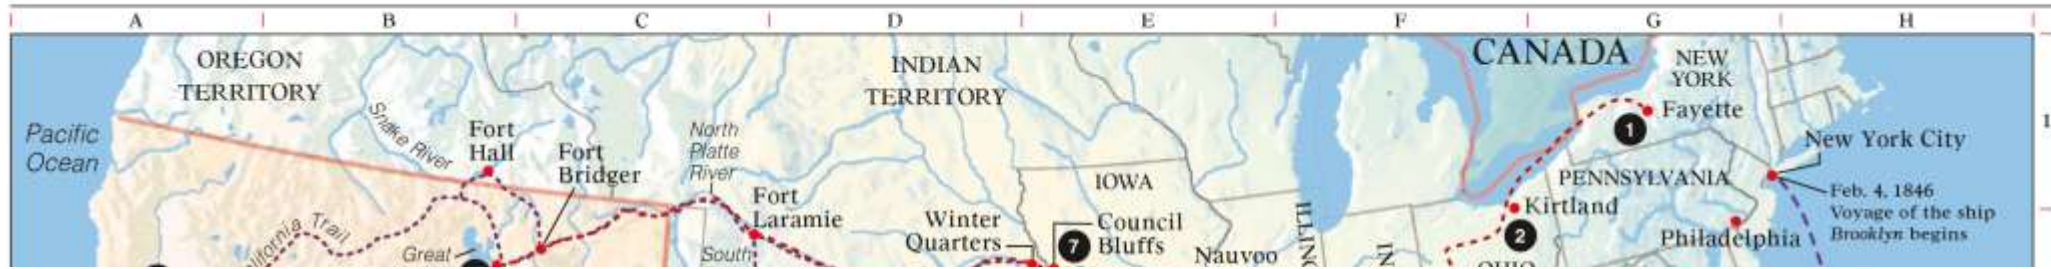 A B C D E F G H
OREGON
TERRITORY
INDIAN
TERRITORY
CANADA
NEW
YORK
Fayette
1
1
Pacific
Ocean
Snake River
Fort
Hall
Fort
Bridger
North
Platte
River
Fort
Laramie
IOWA
PENNSYLVANIA
New York City
Feb. 4, 1846
Voyage of the ship
Brooklyn begins
Kirtland
2
Philadelphia
Winter
Quarters
Council
Bluffs
7
Nauvoo
Trail
Great
South